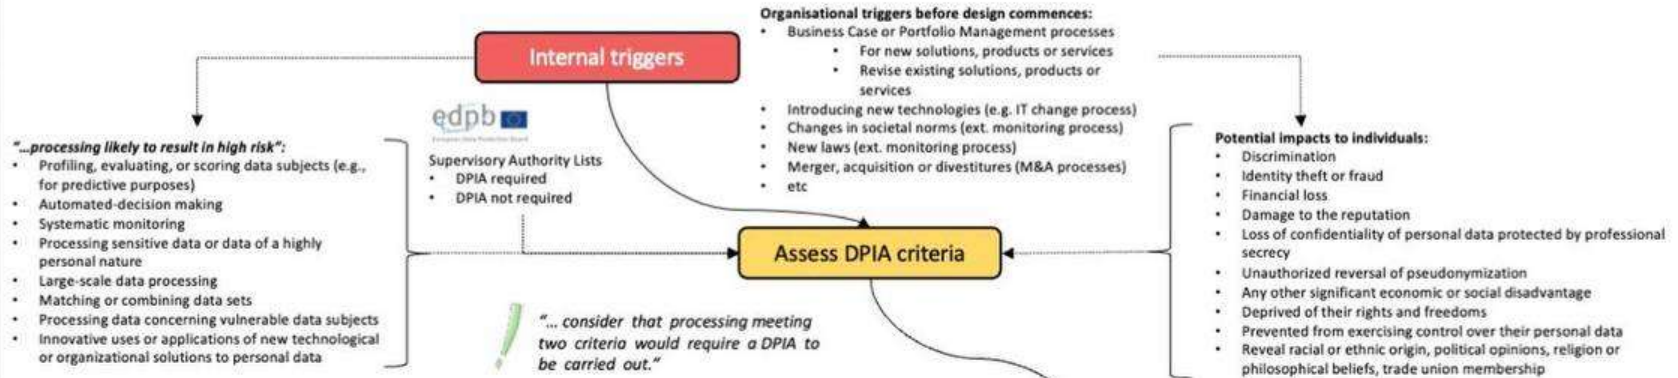 Internal triggers
Organisational triggers before design commences:
• Business Case or Portfolio Management processes
• For new solutions, products or services
• Revise existing solutions, products or
services
• Introducing new technologies (e.g. IT change process)
• Changes in societal norms (ext. monitoring process)
• New laws (ext. monitoring process)
• Merger, acquisition or divestitures (M&A processes)
• etc
edpb
European Data Protection Board
Supervisory Authority Lists
• DPIA required
• DPIA not required
"...processing likely to result in high risk":
• Profiling, evaluating, or scoring data subjects (e.g.,
for predictive purposes)
• Automated-decision making
• Systematic monitoring
• Processing sensitive data or data of a highly
personal nature
• Large-scale data processing
• Matching or combining data sets
• Processing data concerning vulnerable data subjects
• Innovative uses or applications of new technological
or organizational solutions to personal data
Assess DPIA criteria
! "... consider that processing meeting
two criteria would require a DPIA to
be carried out."
Potential impacts to individuals:
• Discrimination
• Identity theft or fraud
• Financial loss
• Damage to the reputation
• Loss of confidentiality of personal data protected by professional
secrecy
• Unauthorized reversal of pseudonymization
• Any other significant economic or social disadvantage
• Deprived of their rights and freedoms
• Prevented from exercising control over their personal data
• Reveal racial or ethnic origin, political opinions, religion or
philosophical beliefs, trade union membership